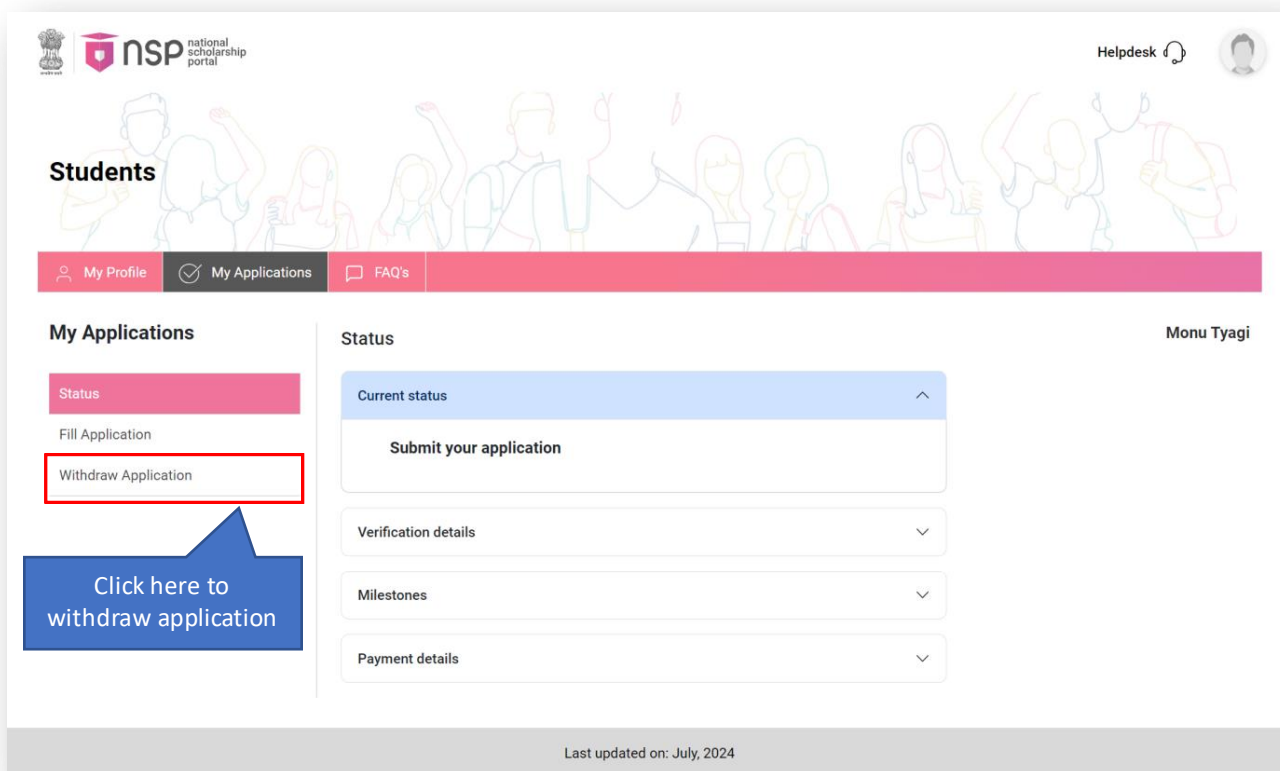 nsp national
scholarship
portal
Helpdesk
Students
My Profile
My Applications
FAQ's
My Applications
Status
Monu Tyagi
Status
Current status
Fill Application
Submit your application
Withdraw Application
Verification details
Click here to
withdraw application
Milestones
Payment details
Last updated on: July, 2024